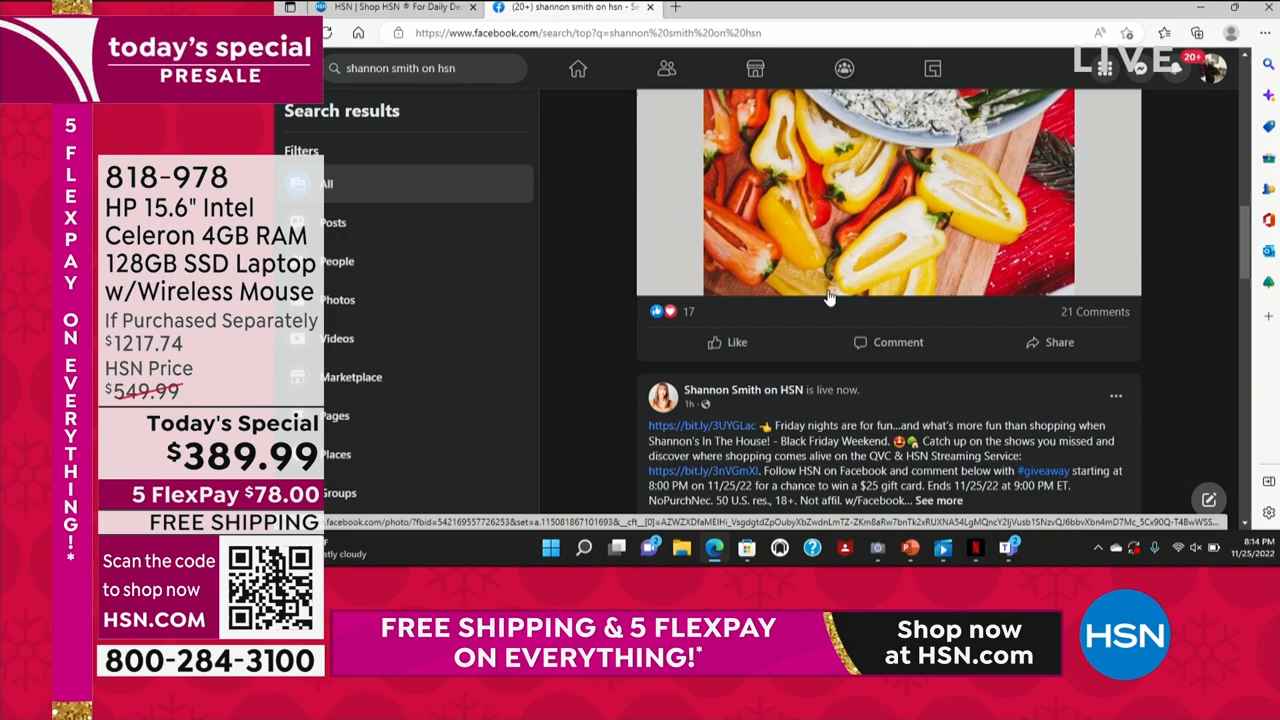 today's special
PRESALE
5 FLEXPAY ON EVERYTHING!*
818-978
HP 15.6" Intel
Celeron 4GB RAM
128GB SSD Laptop
w/Wireless Mouse
If Purchased Separately
$1217.74
HSN Price
$549.99
Today's Special
$389.99
5 FlexPay $78.00
FREE SHIPPING
Scan the code
to shop now
HSN.COM
800-284-3100
HSN | Shop HSN ® For Daily De
(20+) shannon smith on hsn - Se
https://www.facebook.com/search/top?q=shannon%20smith%20on%20hsn
LIVE
20+
shannon smith on hsn
Search results
Filters
All
Posts
People
Photos
Videos
Marketplace
Pages
Places
Groups
17
21 Comments
Like
Comment
Share
Shannon Smith on HSN is live now.
1h
https://bit.ly/3UYGLac 👈 Friday nights are for fun...and what's more fun than shopping when
Shannon's In The House! - Black Friday Weekend. 🤩🏡 Catch up on the shows you missed and
discover where shopping comes alive on the QVC & HSN Streaming Service:
https://bit.ly/3nVGmXl. Follow HSN on Facebook and comment below with #giveaway starting at
8:00 PM on 11/25/22 for a chance to win a $25 gift card. Ends 11/25/22 at 9:00 PM ET.
NoPurchNec. 50 U.S. res., 18+. Not affil. w/Facebook... See more
8:14 PM
11/25/2022
FREE SHIPPING & 5 FLEXPAY
ON EVERYTHING!*
Shop now
at HSN.com
HSN